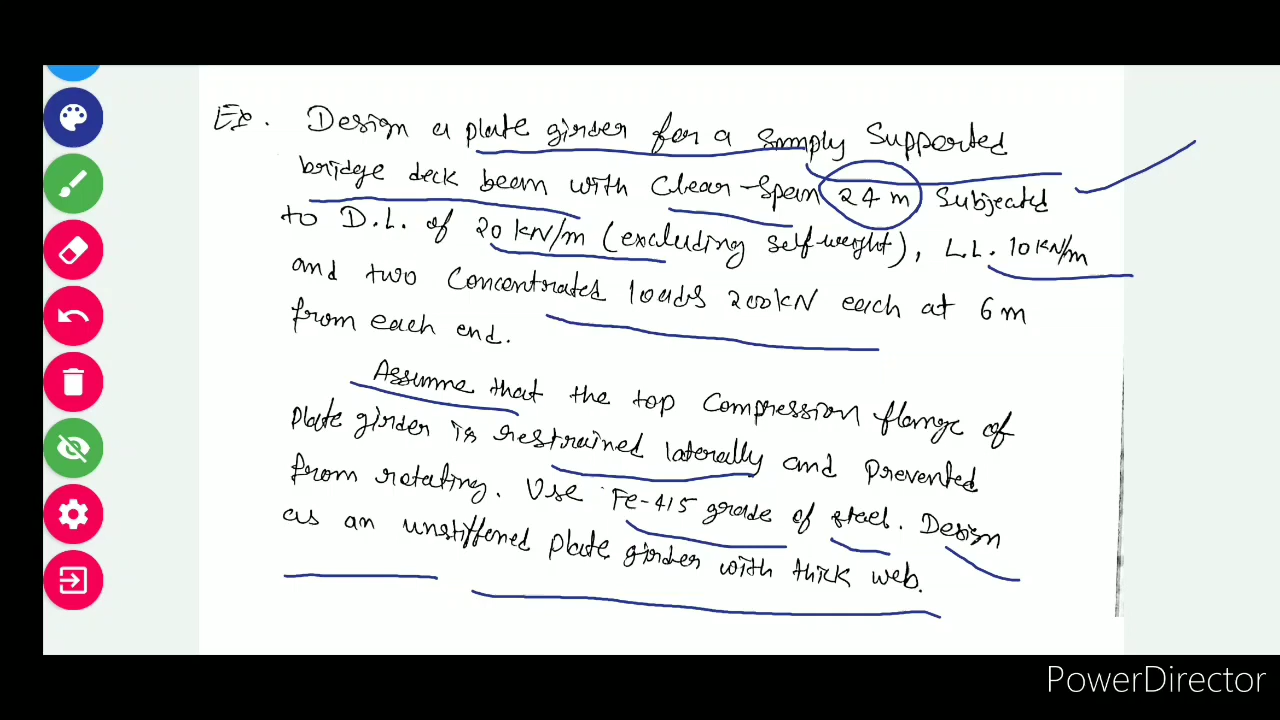 Ex. Design a plate girder for a simply supported
bridge deck beam with clear span 24 m subjected
to D.L. of 20 kN/m (excluding selfweight), L.L. 10 kN/m
and two concentrated loads 200 kN each at 6 m
from each end.
Assume that the top compression flange of
plate girder is restrained laterally and prevented
from rotating. Use Fe-415 grade of steel. Design
as an unstiffened plate girder with thick web.
PowerDirector